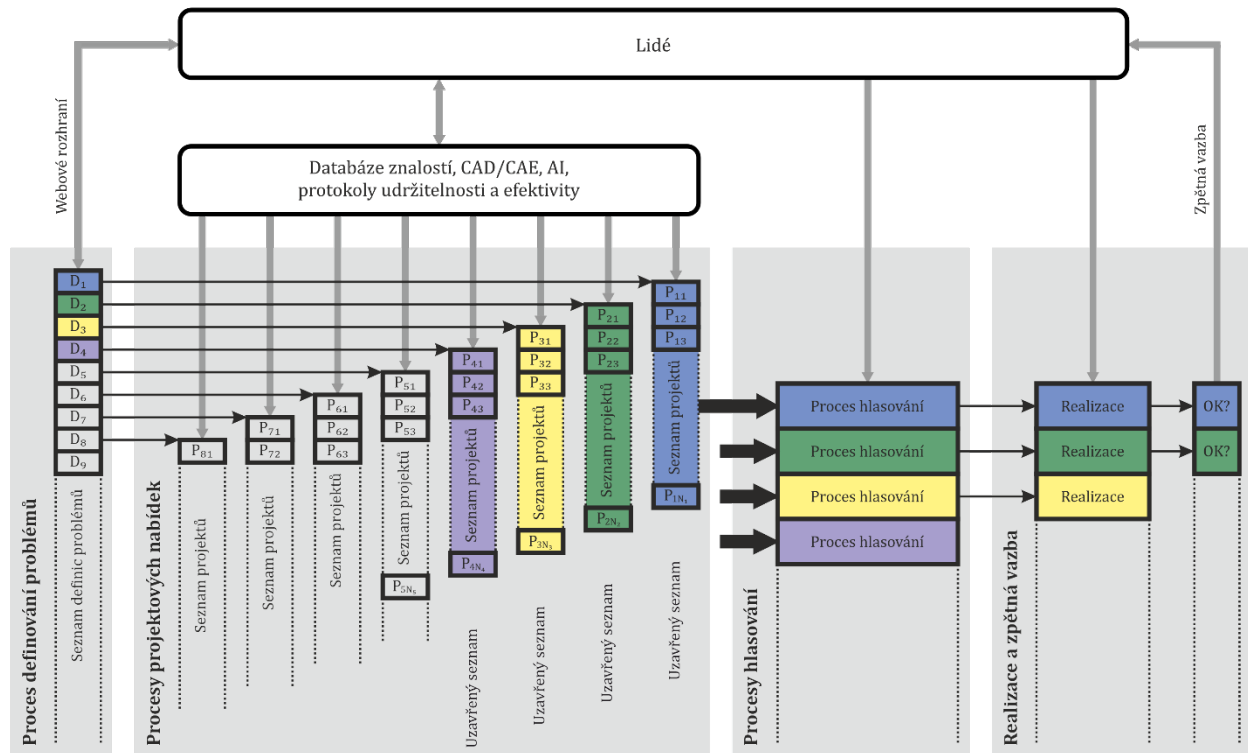 Lidé
Webové rozhraní
Zpětná vazba
Databáze znalostí, CAD/CAE, AI,
protokoly udržitelnosti a efektivity
Proces definování problémů
D₁
D₂
D₃
D₄
D₅
D₆
D₇
D₈
D₉
Seznam definic problémů
Procesy projektových nabídek
P₈₁
Seznam projektů
P₇₁
P₇₂
Seznam projektů
P₆₁
P₆₂
P₆₃
Seznam projektů
P₅₁
P₅₂
P₅₃
Seznam projektů
P₅N₅
P₄₁
P₄₂
P₄₃
Seznam projektů
P₄N₄
Uzavřený seznam
P₃₁
P₃₂
P₃₃
Seznam projektů
P₃N₃
Uzavřený seznam
P₂₁
P₂₂
P₂₃
Seznam projektů
P₂N₂
Uzavřený seznam
P₁₁
P₁₂
P₁₃
Seznam projektů
P₁N₁
Uzavřený seznam
Procesy hlasování
Proces hlasování
Proces hlasování
Proces hlasování
Proces hlasování
Realizace a zpětná vazba
Realizace
Realizace
Realizace
OK?
OK?